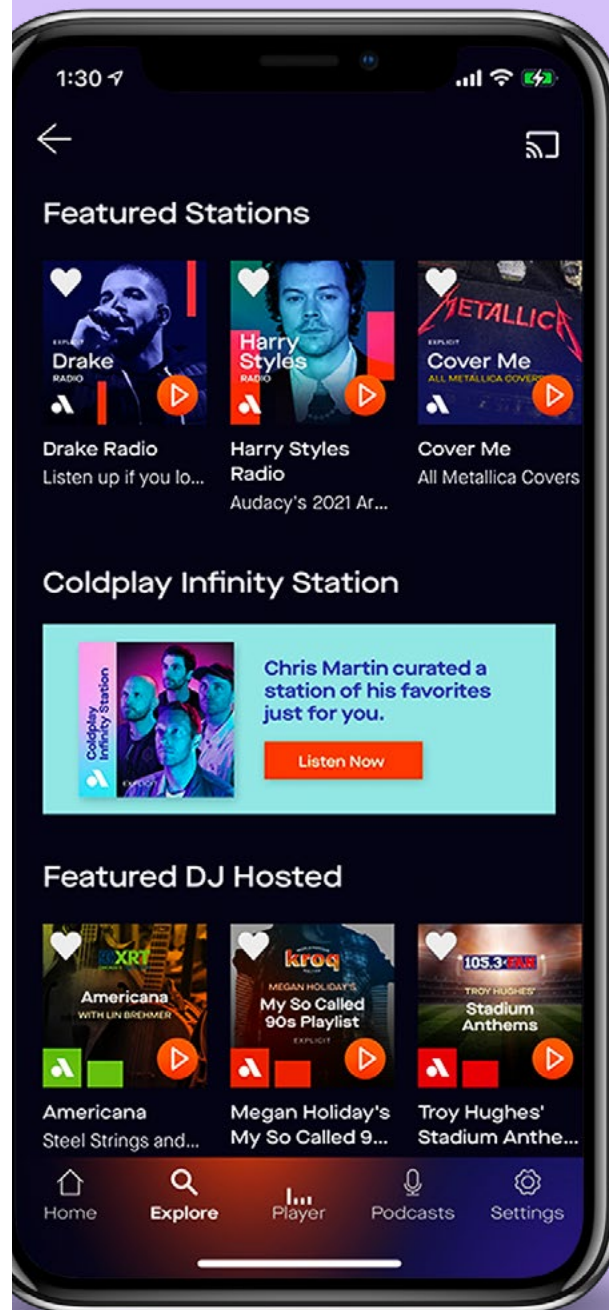 1:30
Featured Stations
EXPLICIT
Drake
RADIO
Harry
Styles
RADIO
METALLICA
EXPLICIT
Cover Me
ALL METALLICA COVERS
Drake Radio
Listen up if you lo...
Harry Styles
Radio
Audacy's 2021 Ar...
Cover Me
All Metallica Covers
Coldplay Infinity Station
Coldplay
Infinity Station
EXPLICIT
Chris Martin curated a
station of his favorites
just for you.
Listen Now
Featured DJ Hosted
XRT
Americana
WITH LIN BREHMER
kroq
MEGAN HOLIDAY'S
My So Called
90s Playlist
EXPLICIT
105.3 FAN
TROY HUGHES'
Stadium
Anthems
Americana
Steel Strings and...
Megan Holiday's
My So Called 9...
Troy Hughes'
Stadium Anthe...
Home
Explore
Player
Podcasts
Settings